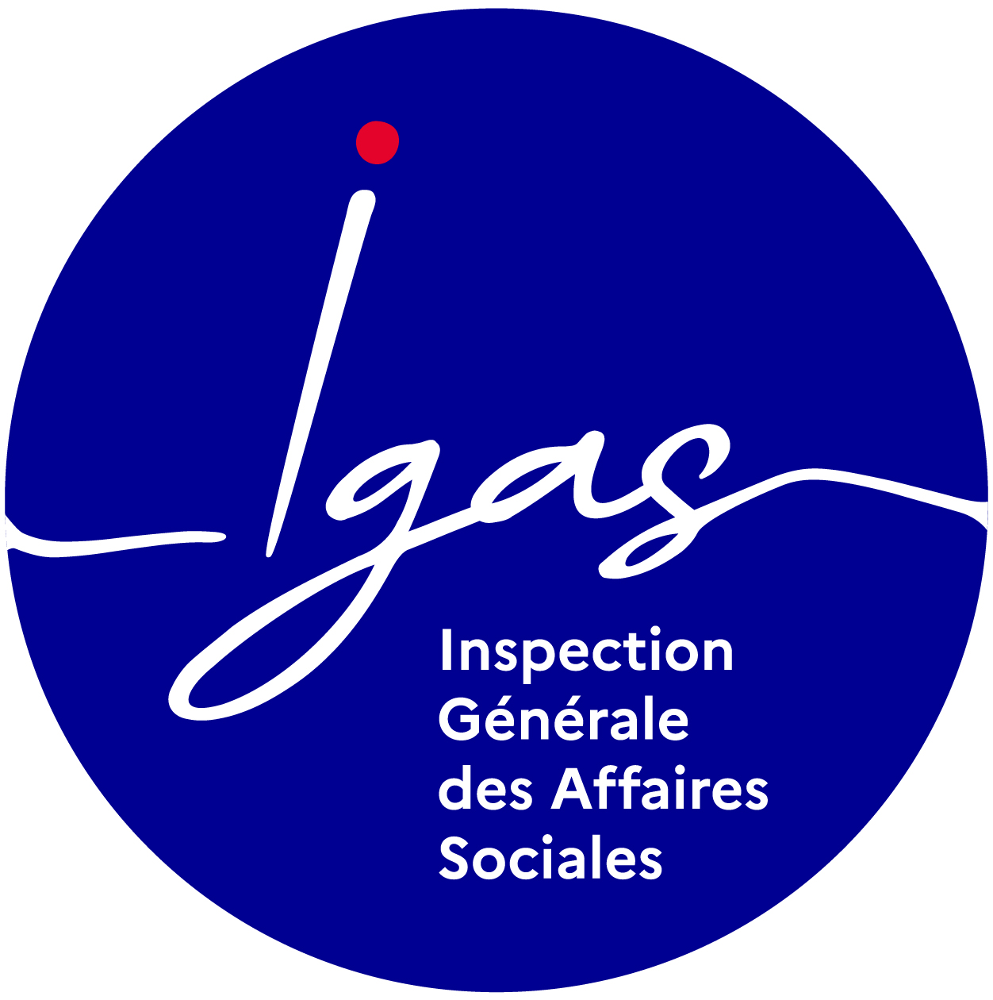 Igas
Inspection
Générale
des Affaires
Sociales